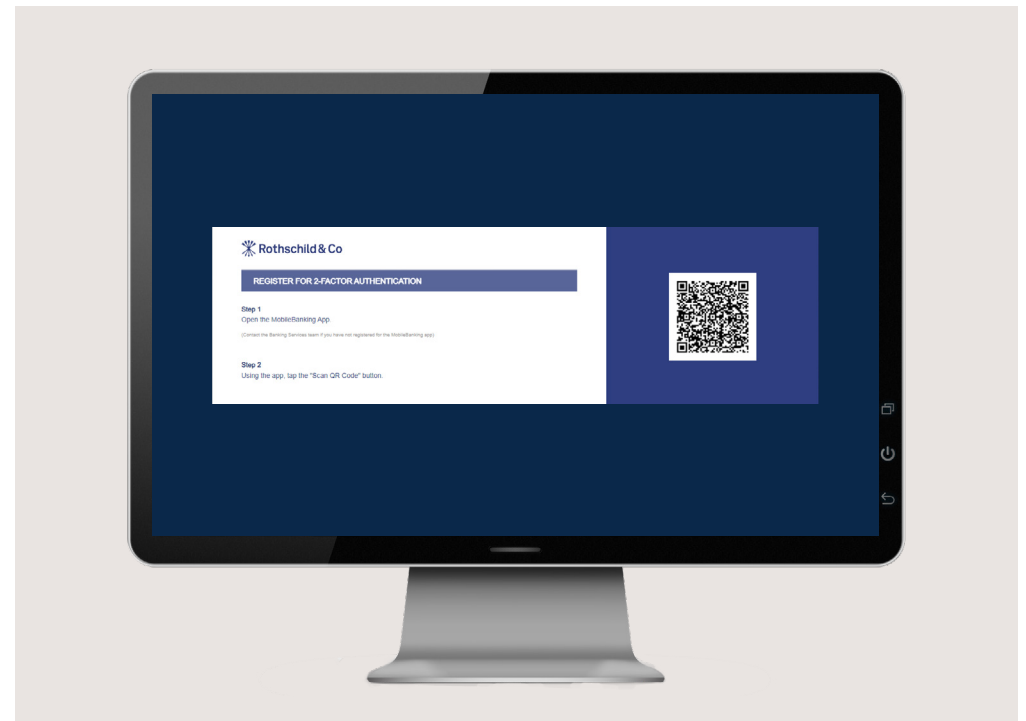 Rothschild & Co
REGISTER FOR 2-FACTOR AUTHENTICATION
Step 1
Open the MobileBanking App.
(Contact the Banking Services team if you have not registered for the MobileBanking app)
Step 2
Using the app, tap the "Scan QR Code" button.